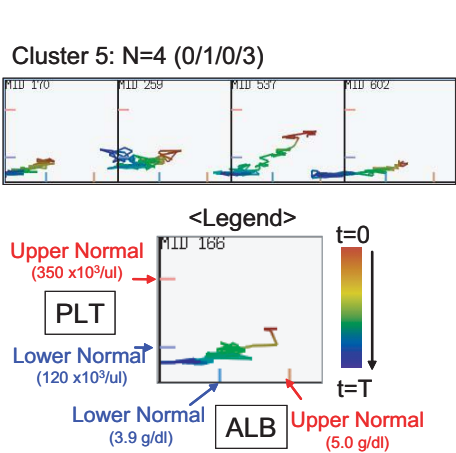 Cluster 5: N=4 (0/1/0/3)
MID 170 MID 259 MID 537 MID 602
<Legend>
t=0
MID 166
Upper Normal
(350 x10³/ul)
PLT
Lower Normal
(120 x10³/ul)
t=T
Lower Normal
(3.9 g/dl)
ALB
Upper Normal
(5.0 g/dl)